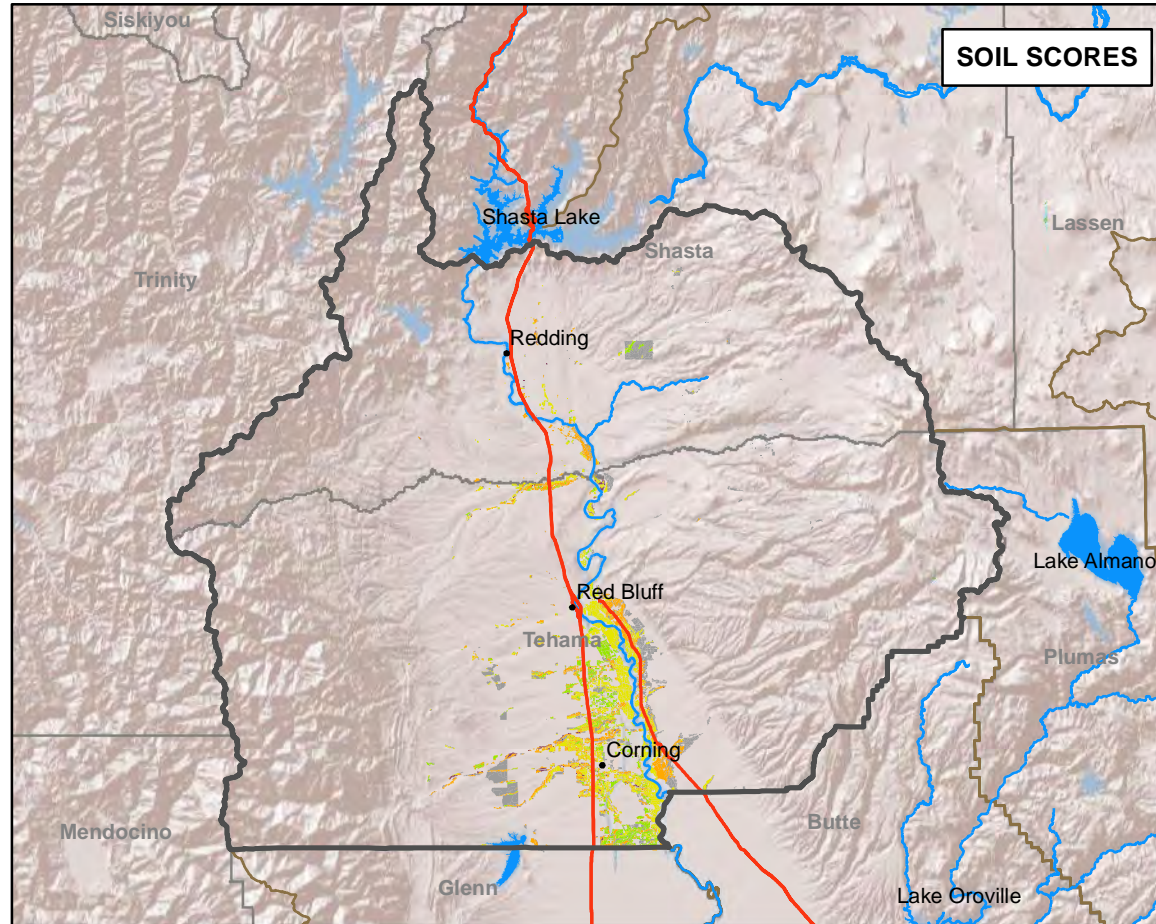 Siskiyou
SOIL SCORES
Shasta Lake
Lassen
Shasta
Trinity
Redding
Lake Almano
Red Bluff
Tehama
Plumas
Corning
Butte
Mendocino
Glenn
Lake Oroville